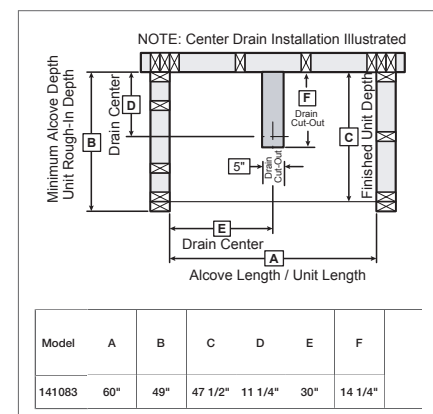 NOTE: Center Drain Installation Illustrated
Minimum Alcove Depth
Unit Rough-In Depth
B
Drain Center
D
F
Drain
Cut-Out
C
Finished Unit Depth
5"
Drain
Cut-Out
E
Drain Center
A
Alcove Length / Unit Length
Model A B C D E F
141083 60" 49" 47 1/2" 11 1/4" 30" 14 1/4"